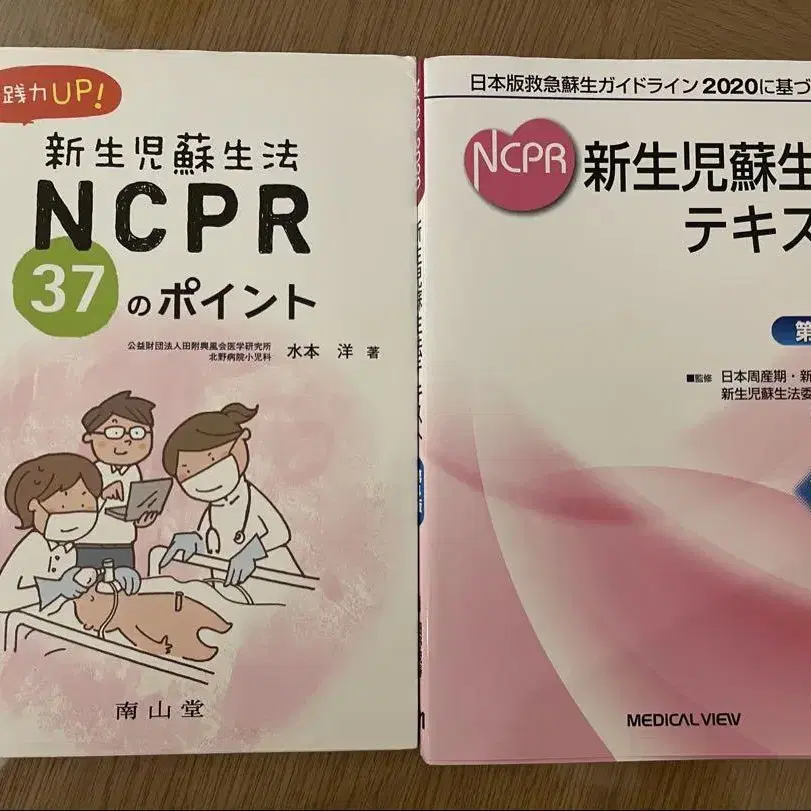 践力UP!
新生児蘇生法
NCPR
37のポイント
公益財団法人田附興風会医学研究所
北野病院小児科
水本 洋 著
南山堂
日本版救急蘇生ガイドライン2020に基づ
NCPR
新生児蘇生
テキス
第
■監修 日本周産期・新
新生児蘇生法委
MEDICAL VIEW